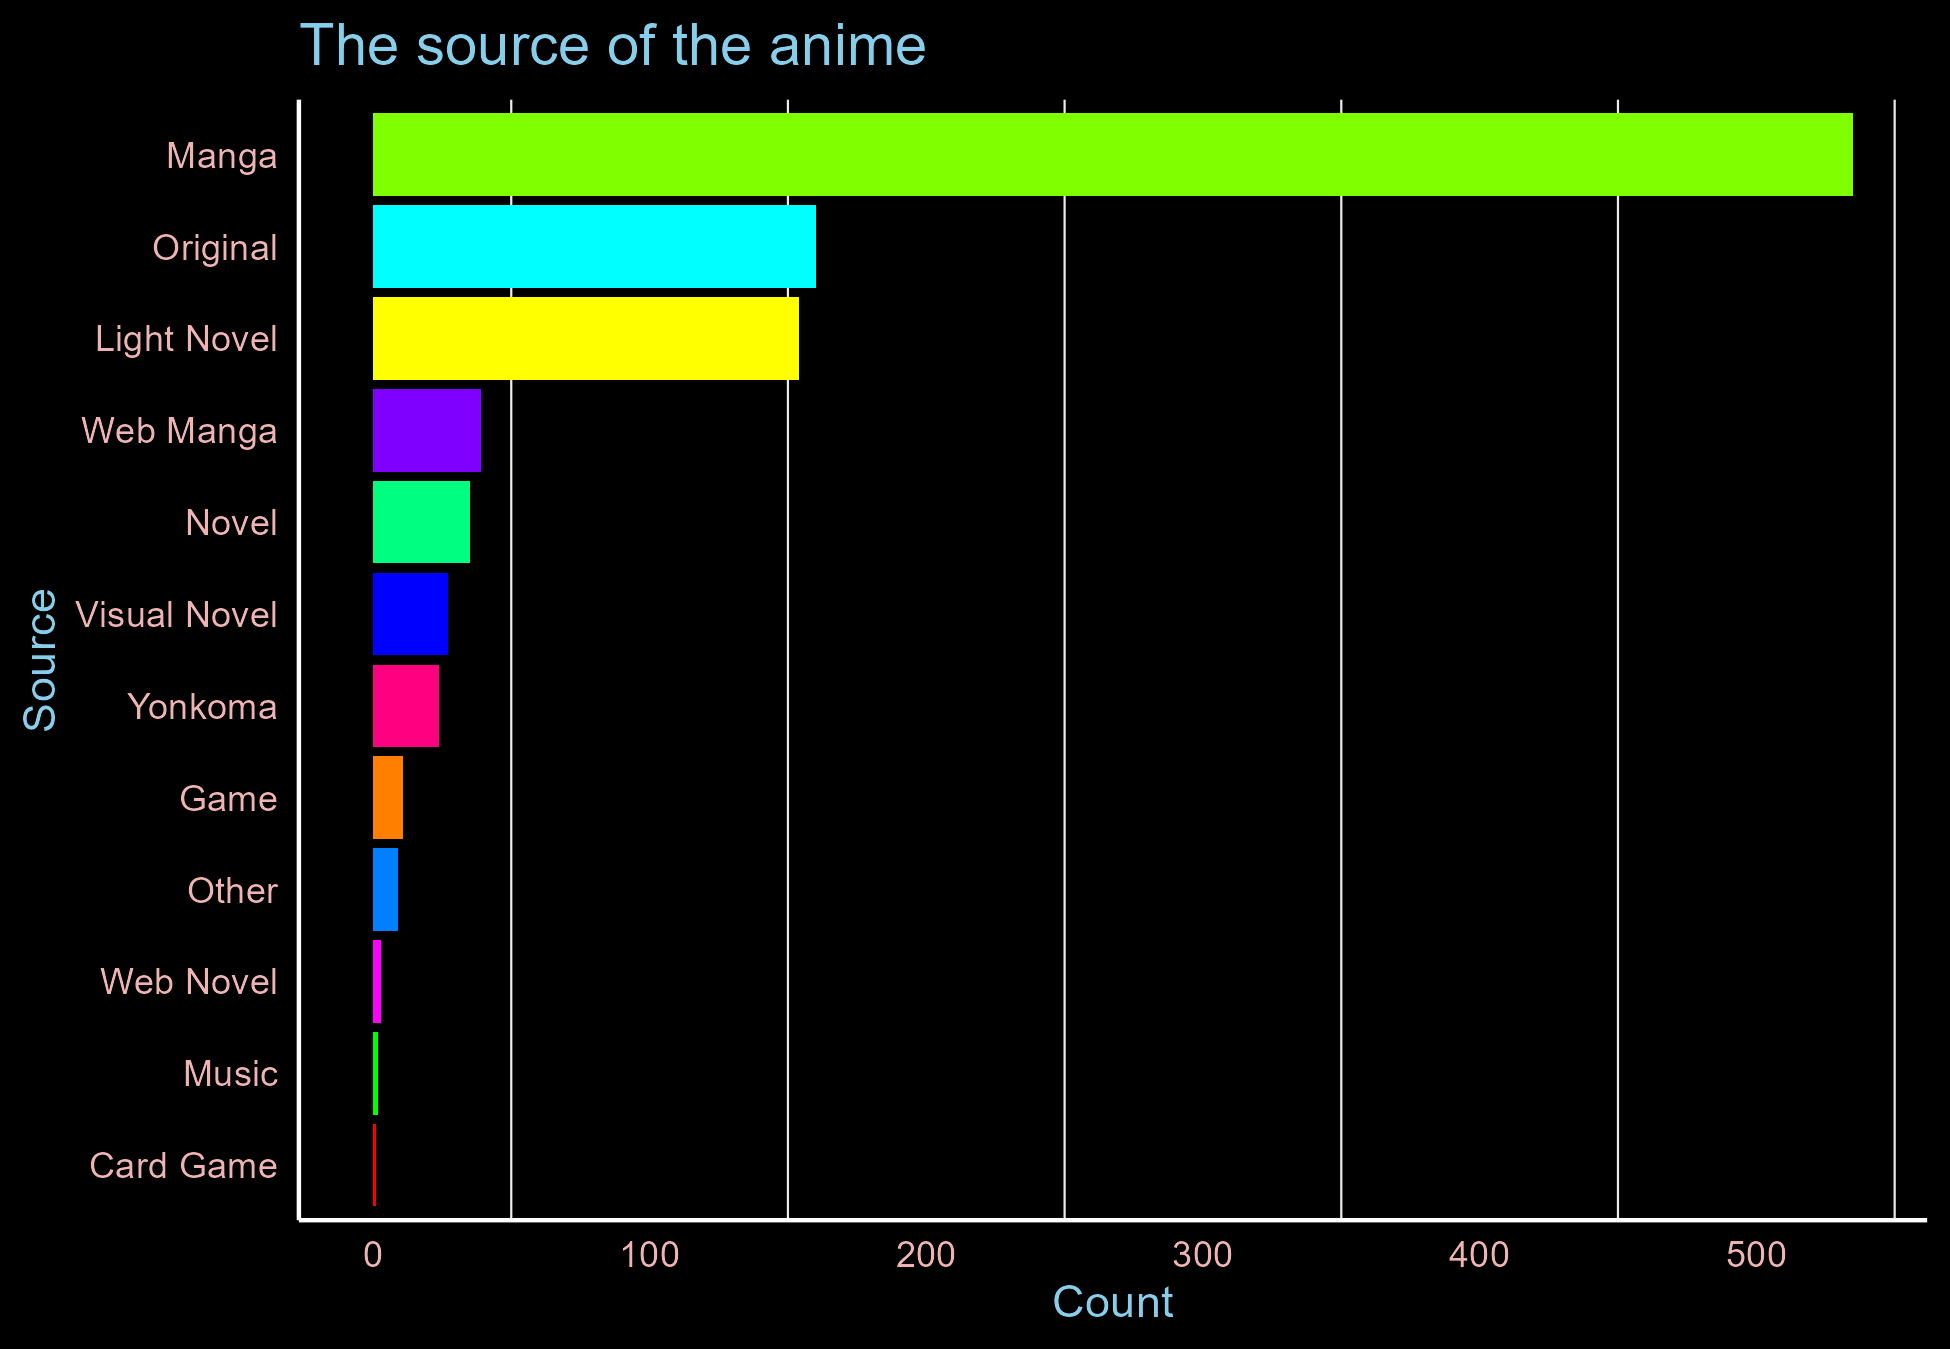 The source of the anime
Manga
Original
Light Novel
Web Manga
Novel
Visual Novel
Yonkoma
Game
Other
Web Novel
Music
Card Game
Source
0 100 200 300 400 500
Count